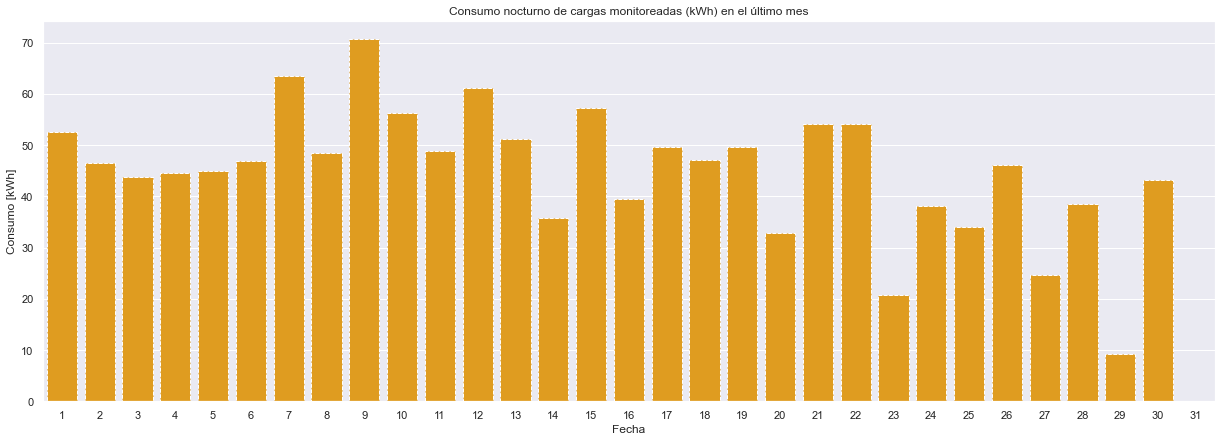 Consumo nocturno de cargas monitoreadas (kWh) en el último mes
Consumo [kWh]
70
60
50
40
30
20
10
0
1 2 3 4 5 6 7 8 9 10 11 12 13 14 15 16 17 18 19 20 21 22 23 24 25 26 27 28 29 30 31
Fecha